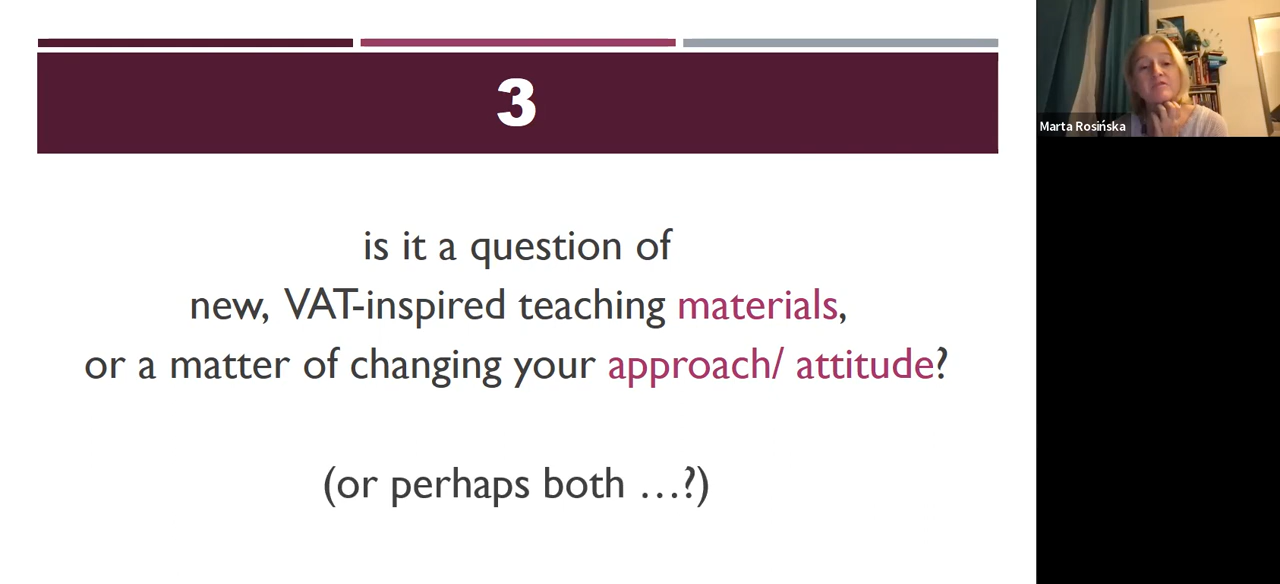 3
is it a question of
new, VAT-inspired teaching materials,
or a matter of changing your approach/ attitude?
(or perhaps both …?)
Marta Rosińska